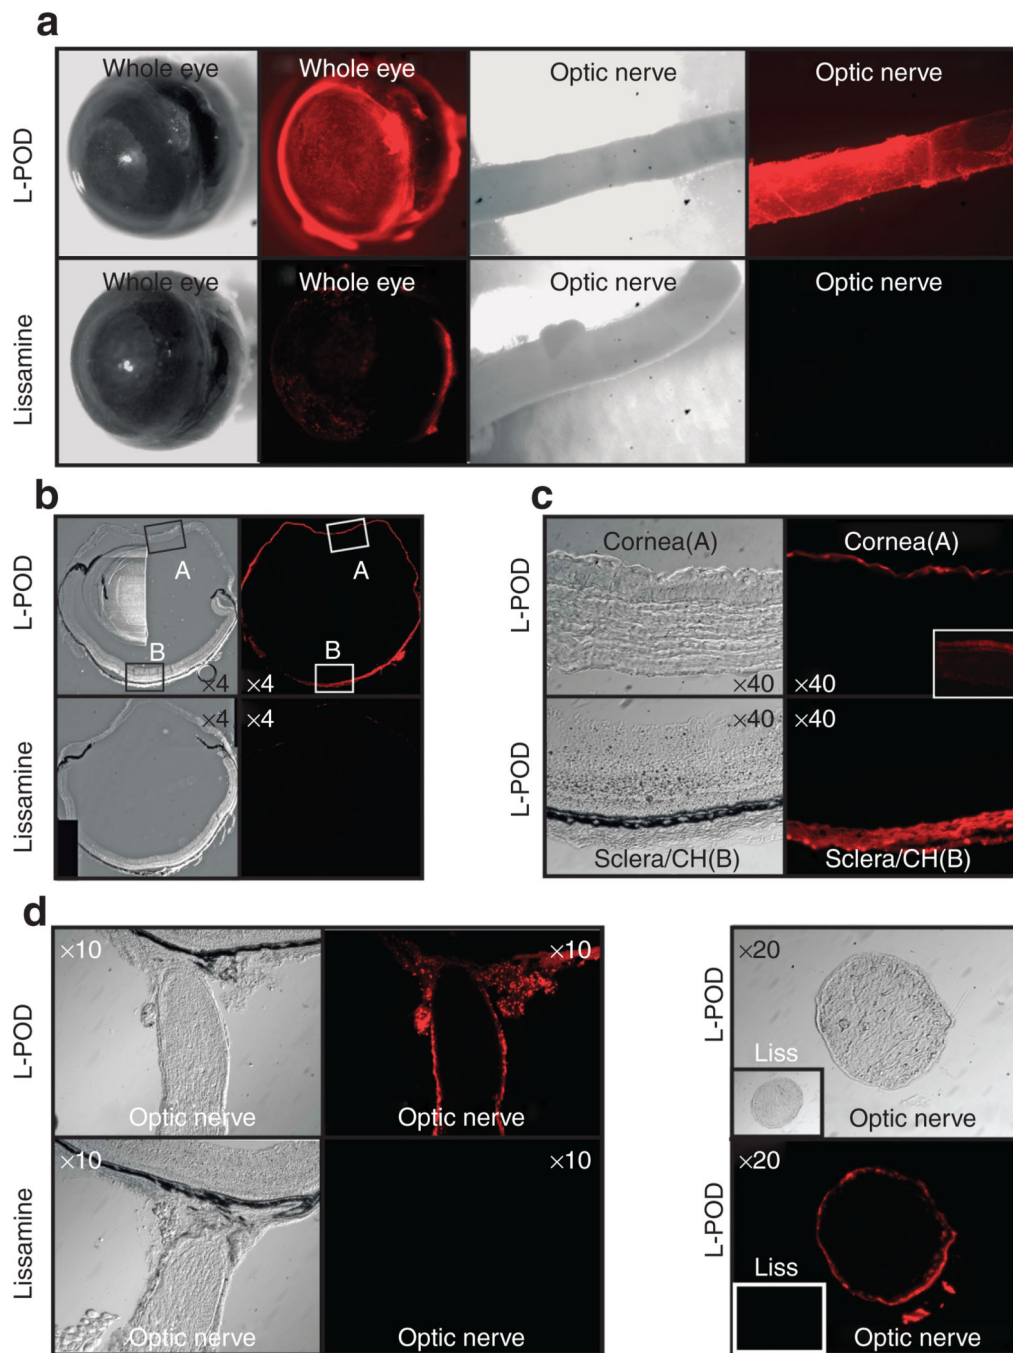 a
L-POD
Whole eye
Whole eye
Optic nerve
Optic nerve
Lissamine
Whole eye
Whole eye
Optic nerve
Optic nerve
b
L-POD
A
B
×4
A
×4
Lissamine
×4
×4
c
L-POD
Cornea(A)
×40
Cornea(A)
×40
L-POD
×40
Sclera/CH(B)
×40
Sclera/CH(B)
d
L-POD
×10
Optic nerve
×10
Optic nerve
Lissamine
×10
Optic nerve
×10
Optic nerve
L-POD
×20
Liss
Optic nerve
L-POD
×20
Liss
Optic nerve